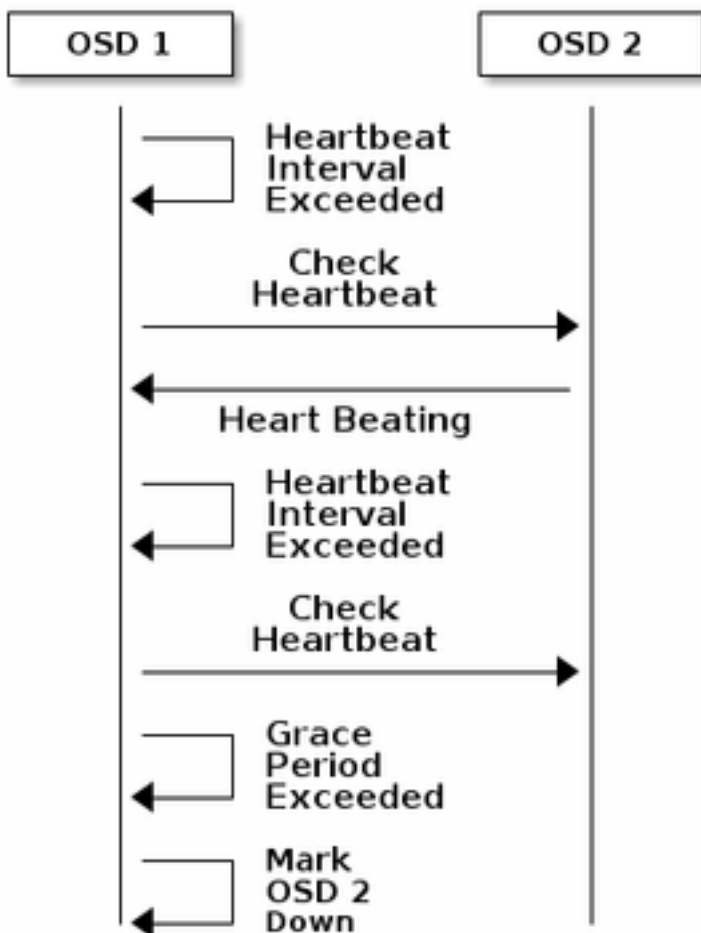 OSD 1
OSD 2
Heartbeat
Interval
Exceeded
Check
Heartbeat
Heart Beating
Heartbeat
Interval
Exceeded
Check
Heartbeat
Grace
Period
Exceeded
Mark
OSD 2
Down